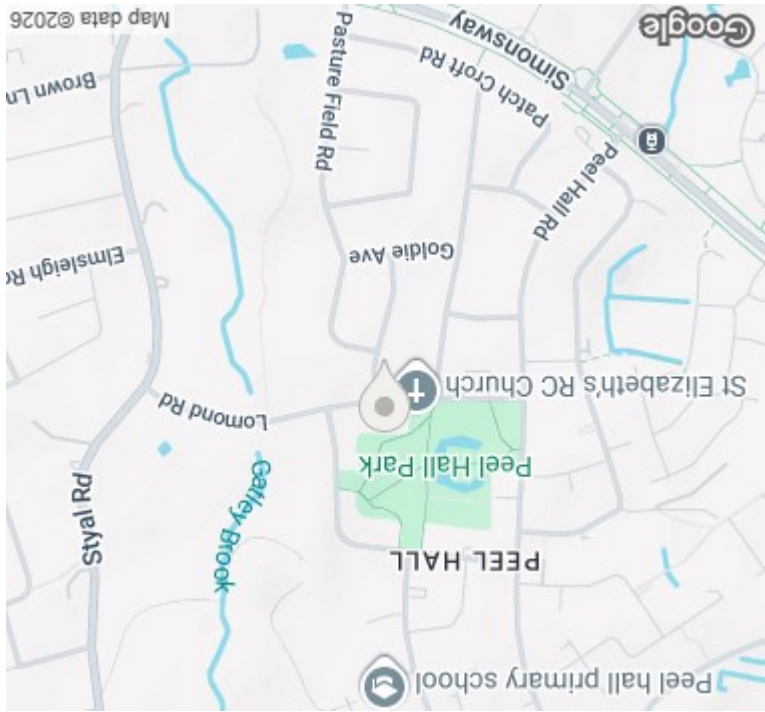 Peel hall primary school
PEEL HALL
Gatley Brook
Styal Rd
Peel Hall Park
Lomond Rd
St Elizabeth's RC Church
Elmsleigh Rd
Goldie Ave
Peel Hall Rd
Patch Croft Rd
Pasture Field Rd
Brown Ln
Simonsway
Google
Map data ©2026